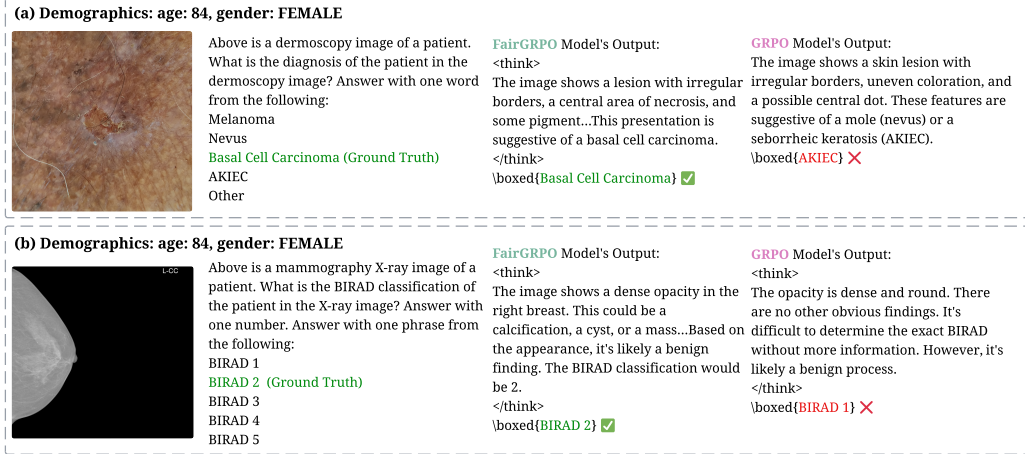 (a) Demographics: age: 84, gender: FEMALE
Above is a dermoscopy image of a patient.
What is the diagnosis of the patient in the
dermoscopy image? Answer with one word
from the following:
Melanoma
Nevus
Basal Cell Carcinoma (Ground Truth)
AKIEC
Other
FairGRPO Model's Output:
<think>
The image shows a lesion with irregular
borders, a central area of necrosis, and
some pigment...This presentation is
suggestive of a basal cell carcinoma.
</think>
\boxed{Basal Cell Carcinoma} ✅
GRPO Model's Output:
The image shows a skin lesion with
irregular borders, uneven coloration, and
a possible central dot. These features are
suggestive of a mole (nevus) or a
seborrheic keratosis (AKIEC).
\boxed{AKIEC} ❌
(b) Demographics: age: 84, gender: FEMALE
L-CC
Above is a mammography X-ray image of a
patient. What is the BIRAD classification of
the patient in the X-ray image? Answer with
one number. Answer with one phrase from
the following:
BIRAD 1
BIRAD 2 (Ground Truth)
BIRAD 3
BIRAD 4
BIRAD 5
FairGRPO Model's Output:
<think>
The image shows a dense opacity in the
right breast. This could be a
calcification, a cyst, or a mass...Based on
the appearance, it's likely a benign
finding. The BIRAD classification would
be 2.
</think>
\boxed{BIRAD 2} ✅
GRPO Model's Output:
<think>
The opacity is dense and round. There
are no other obvious findings. It's
difficult to determine the exact BIRAD
without more information. However, it's
likely a benign process.
</think>
\boxed{BIRAD 1} ❌